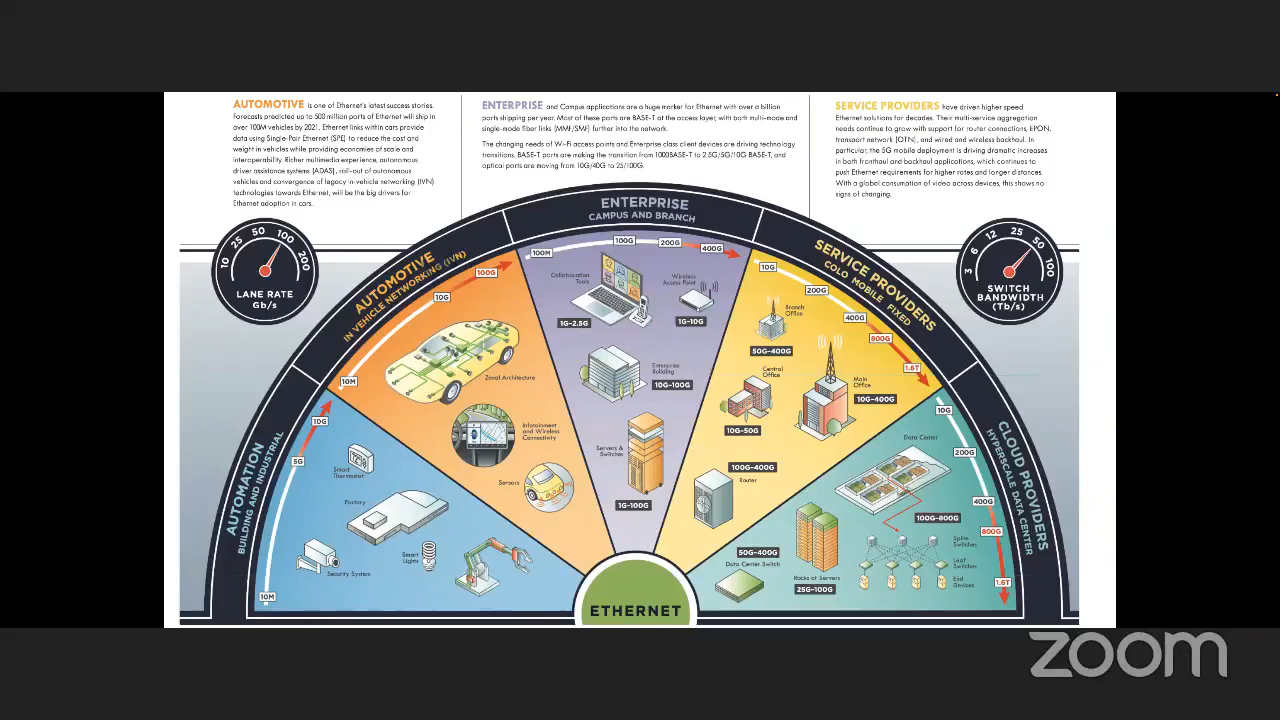 AUTOMOTIVE is one of Ethernet's latest success stories.
Forecasts predicted up to 500 million ports of Ethernet will ship in
over 100M vehicles by 2021. Ethernet links within cars provide
data using Single-Pair Ethernet (SPE) to reduce the cost and
weight in vehicles while providing economies of scale and
interoperability. Richer multimedia experience, autonomous
driver assistance systems (ADAS), roll-out of autonomous
vehicles and convergence of legacy in-vehicle networking (IVN)
technologies towards Ethernet, will be the big drivers for
Ethernet adoption in cars.
ENTERPRISE and Campus applications are a huge market for Ethernet with over a billion
ports shipping per year. Most of these ports are BASE-T at the access layer, with both multi-mode and
single-mode fiber links (MMF/SMF) further into the network.
The changing needs of Wi-Fi access points and Enterprise class client devices are driving technology
transitions. BASE-T ports are making the transition from 1000BASE-T to 2.5G/5G/10G BASE-T, and
optical ports are moving from 10G/40G to 25/100G.
SERVICE PROVIDERS have driven higher speed
Ethernet solutions for decades. Their multi-service aggregation
needs continue to grow with support for router connections, EPON,
transport network (OTN), and wired and wireless backhaul. In
particular, the 5G mobile deployment is driving dramatic increases
in both fronthaul and backhaul applications, which continues to
push Ethernet requirements for higher rates and longer distances.
With a global consumption of video across devices, this shows no
signs of changing.
10 25 50 100 200
LANE RATE
Gb/s
3 6 12 25 50 100
SWITCH
BANDWIDTH
(Tb/s)
AUTOMATION
BUILDING AND INDUSTRIAL
10M
5G
10G
Smart
Thermostat
Factory
Security System
Smart
Lights
AUTOMOTIVE
IN VEHICLE NETWORKING (IVN)
10M
10G
100G
Zonal Architecture
Infotainment
and Wireless
Connectivity
Sensors
ENTERPRISE
CAMPUS AND BRANCH
100M
100G
200G
400G
Collaboration
Tools
1G-2.5G
Wireless
Access Point
1G-10G
Enterprise
Building
10G-100G
Servers &
Switches
1G-100G
SERVICE PROVIDERS
COLO MOBILE FIXED
10G
200G
400G
800G
1.6T
Branch
Office
50G-400G
Central
Office
10G-50G
Main
Office
10G-400G
100G-400G
Router
CLOUD PROVIDERS
HYPERSCALE DATA CENTER
10G
200G
400G
800G
1.6T
Data Center
100G-800G
Spine
Switches
Leaf
Switches
End
Devices
50G-400G
Data Center Switch
Racks of Servers
25G-100G
ETHERNET
zoom